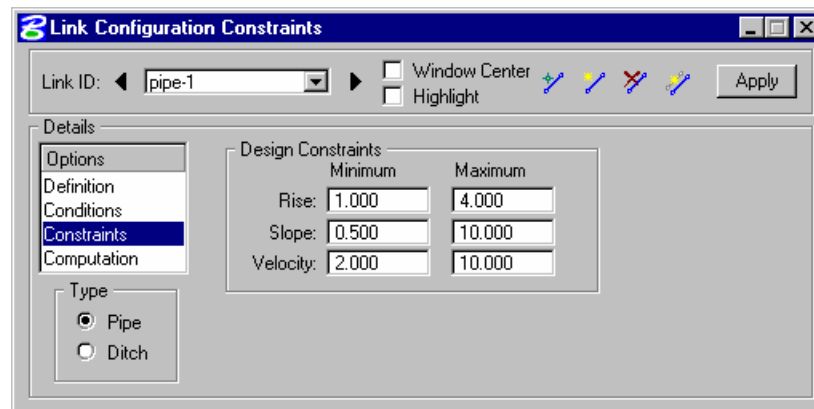 Link Configuration Constraints
Link ID: pipe-1 Window Center Apply
Highlight
Details
Options
Definition
Conditions
Constraints
Computation
Design Constraints
Minimum Maximum
Rise: 1.000 4.000
Slope: 0.500 10.000
Velocity: 2.000 10.000
Type
Pipe
Ditch